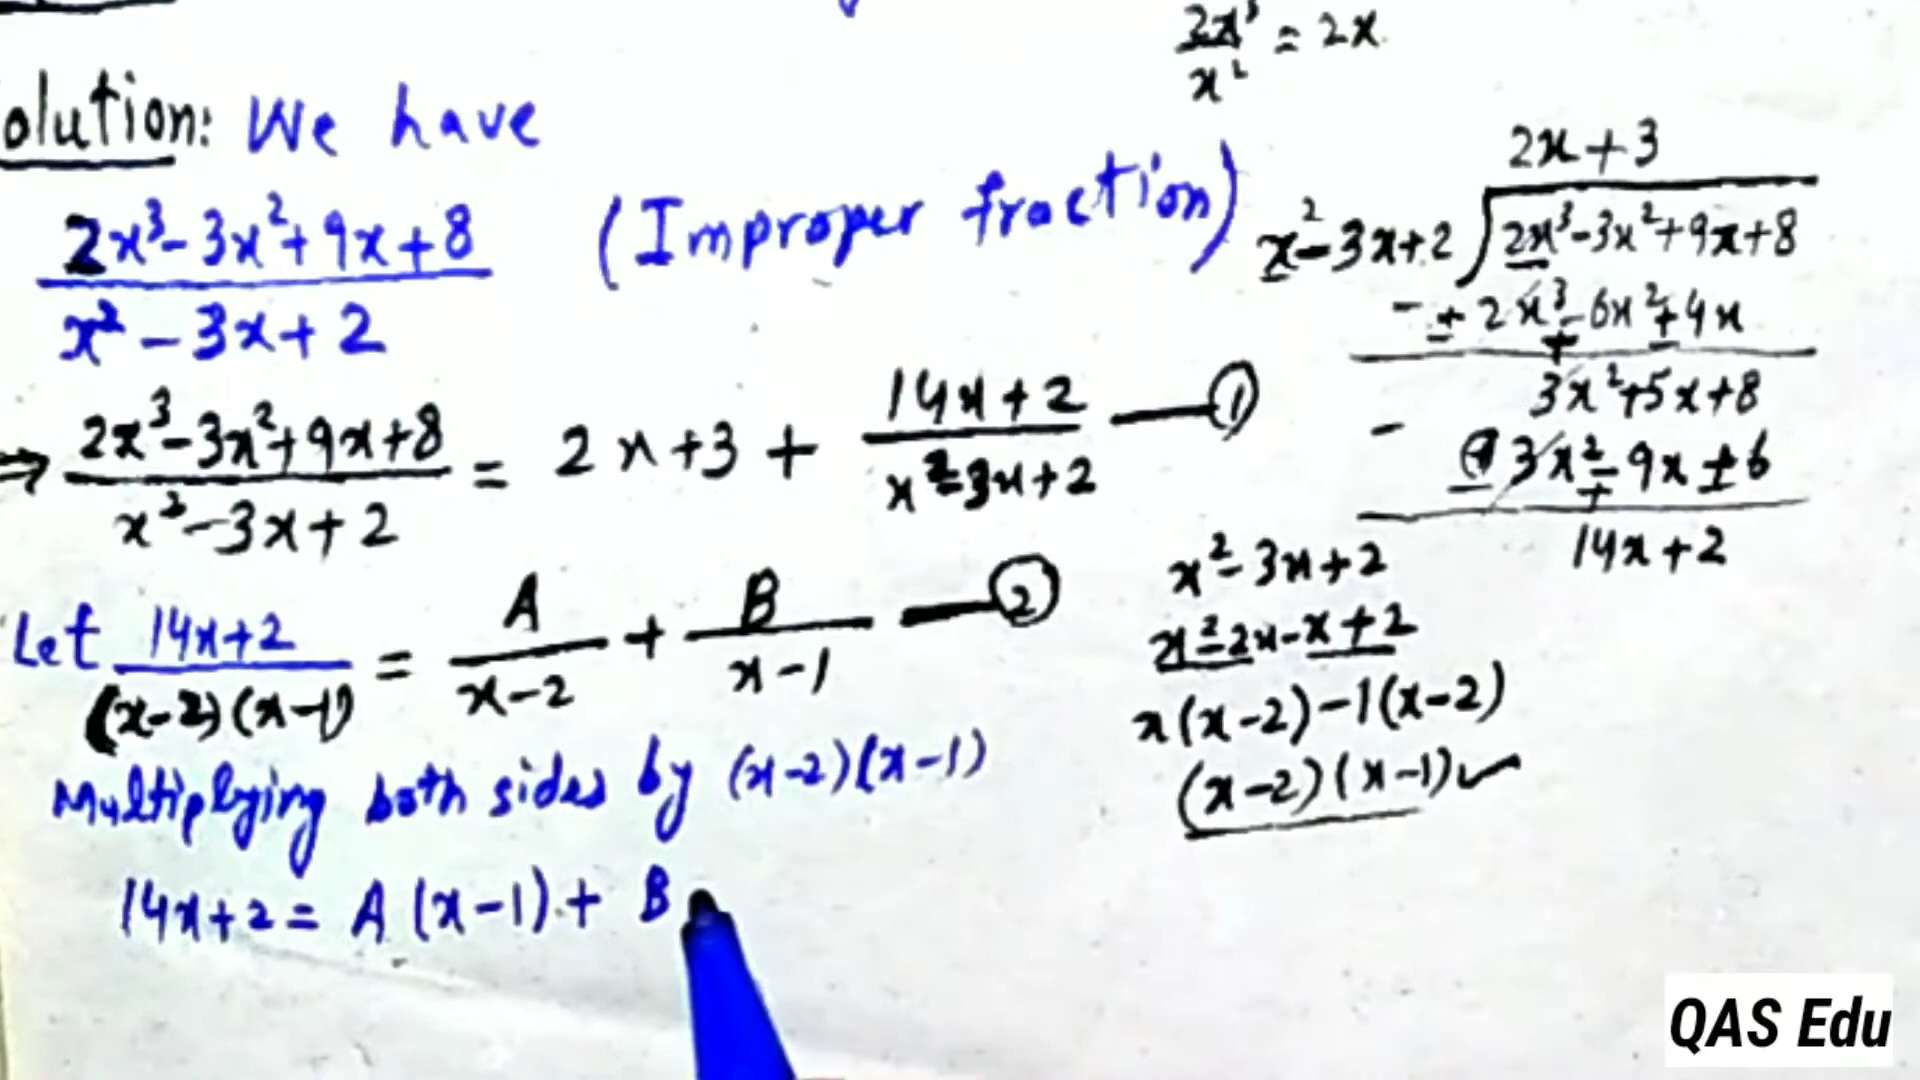 2x³/x² = 2x
olution: We have
2x³-3x²+9x+8 / x²-3x+2 (Improper fraction)
⇒ 2x³-3x²+9x+8 / x²-3x+2 = 2x+3 + 14x+2 / x²-3x+2 — ①
Let 14x+2 / (x-2)(x-1) = A / x-2 + B / x-1 — ②
Multiplying both sides by (x-2)(x-1)
14x+2 = A(x-1) + B
2x+3
x²-3x+2 ) 2x³-3x²+9x+8
- ±2x³-6x²+4x
+ -
3x²+5x+8
- +3x²-9x±6
- +
14x+2
x²-3x+2
x²-2x-x+2
x(x-2)-1(x-2)
(x-2)(x-1)✓
QAS Edu